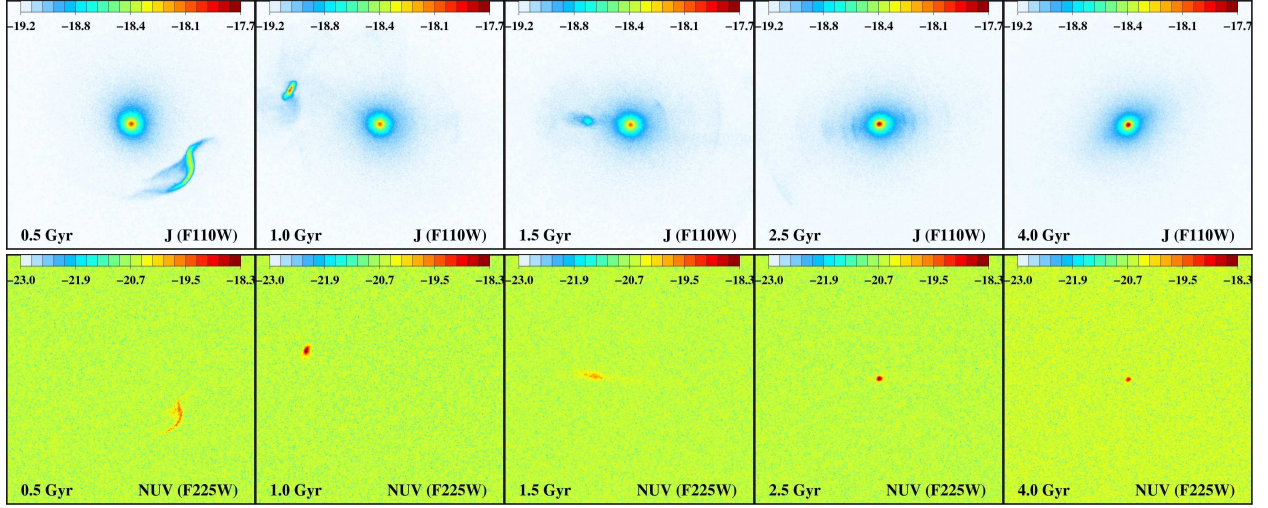 −19.2 −18.8 −18.4 −18.1 −17.7
−19.2 −18.8 −18.4 −18.1 −17.7
−19.2 −18.8 −18.4 −18.1 −17.7
−19.2 −18.8 −18.4 −18.1 −17.7
−19.2 −18.8 −18.4 −18.1 −17.7
0.5 Gyr J (F110W)
1.0 Gyr J (F110W)
1.5 Gyr J (F110W)
2.5 Gyr J (F110W)
4.0 Gyr J (F110W)
−23.0 −21.9 −20.7 −19.5 −18.3
−23.0 −21.9 −20.7 −19.5 −18.3
−23.0 −21.9 −20.7 −19.5 −18.3
−23.0 −21.9 −20.7 −19.5 −18.3
−23.0 −21.9 −20.7 −19.5 −18.3
0.5 Gyr NUV (F225W)
1.0 Gyr NUV (F225W)
1.5 Gyr NUV (F225W)
2.5 Gyr NUV (F225W)
4.0 Gyr NUV (F225W)